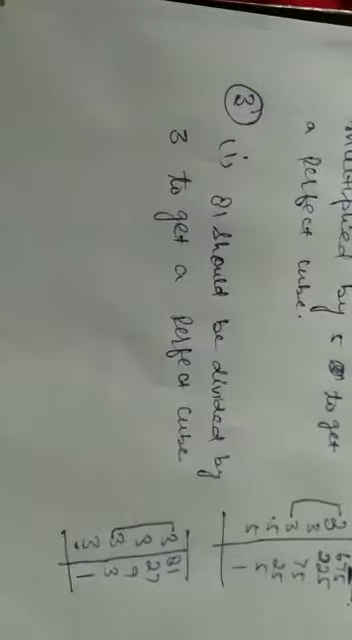 multiplied by 5 to get
a perfect cube.
3 | 675
3 | 225
3 | 75
5 | 25
5 | 5
1
③ (i) 81 should be divided by
3 to get a perfect cube
3 | 81
3 | 27
3 | 9
3 | 3
1